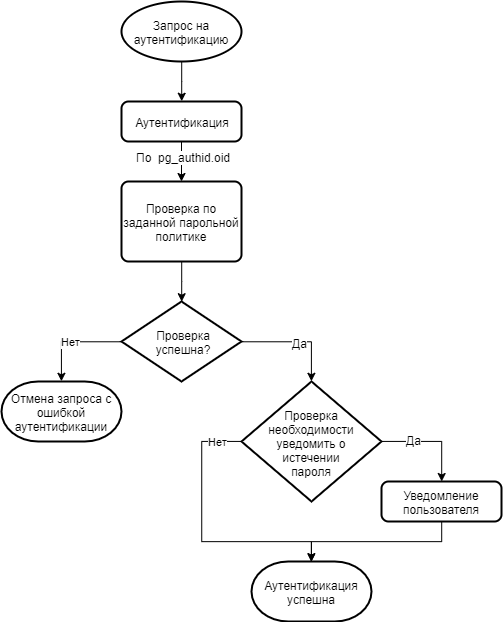 Запрос на
аутентификацию
Аутентификация
По pg_authid.oid
Проверка по
заданной парольной
политике
Проверка
успешна?
Нет
Да
Отмена запроса с
ошибкой
аутентификации
Проверка
необходимости
уведомить о
истечении
пароля
Нет
Да
Уведомление
пользователя
Аутентификация
успешна